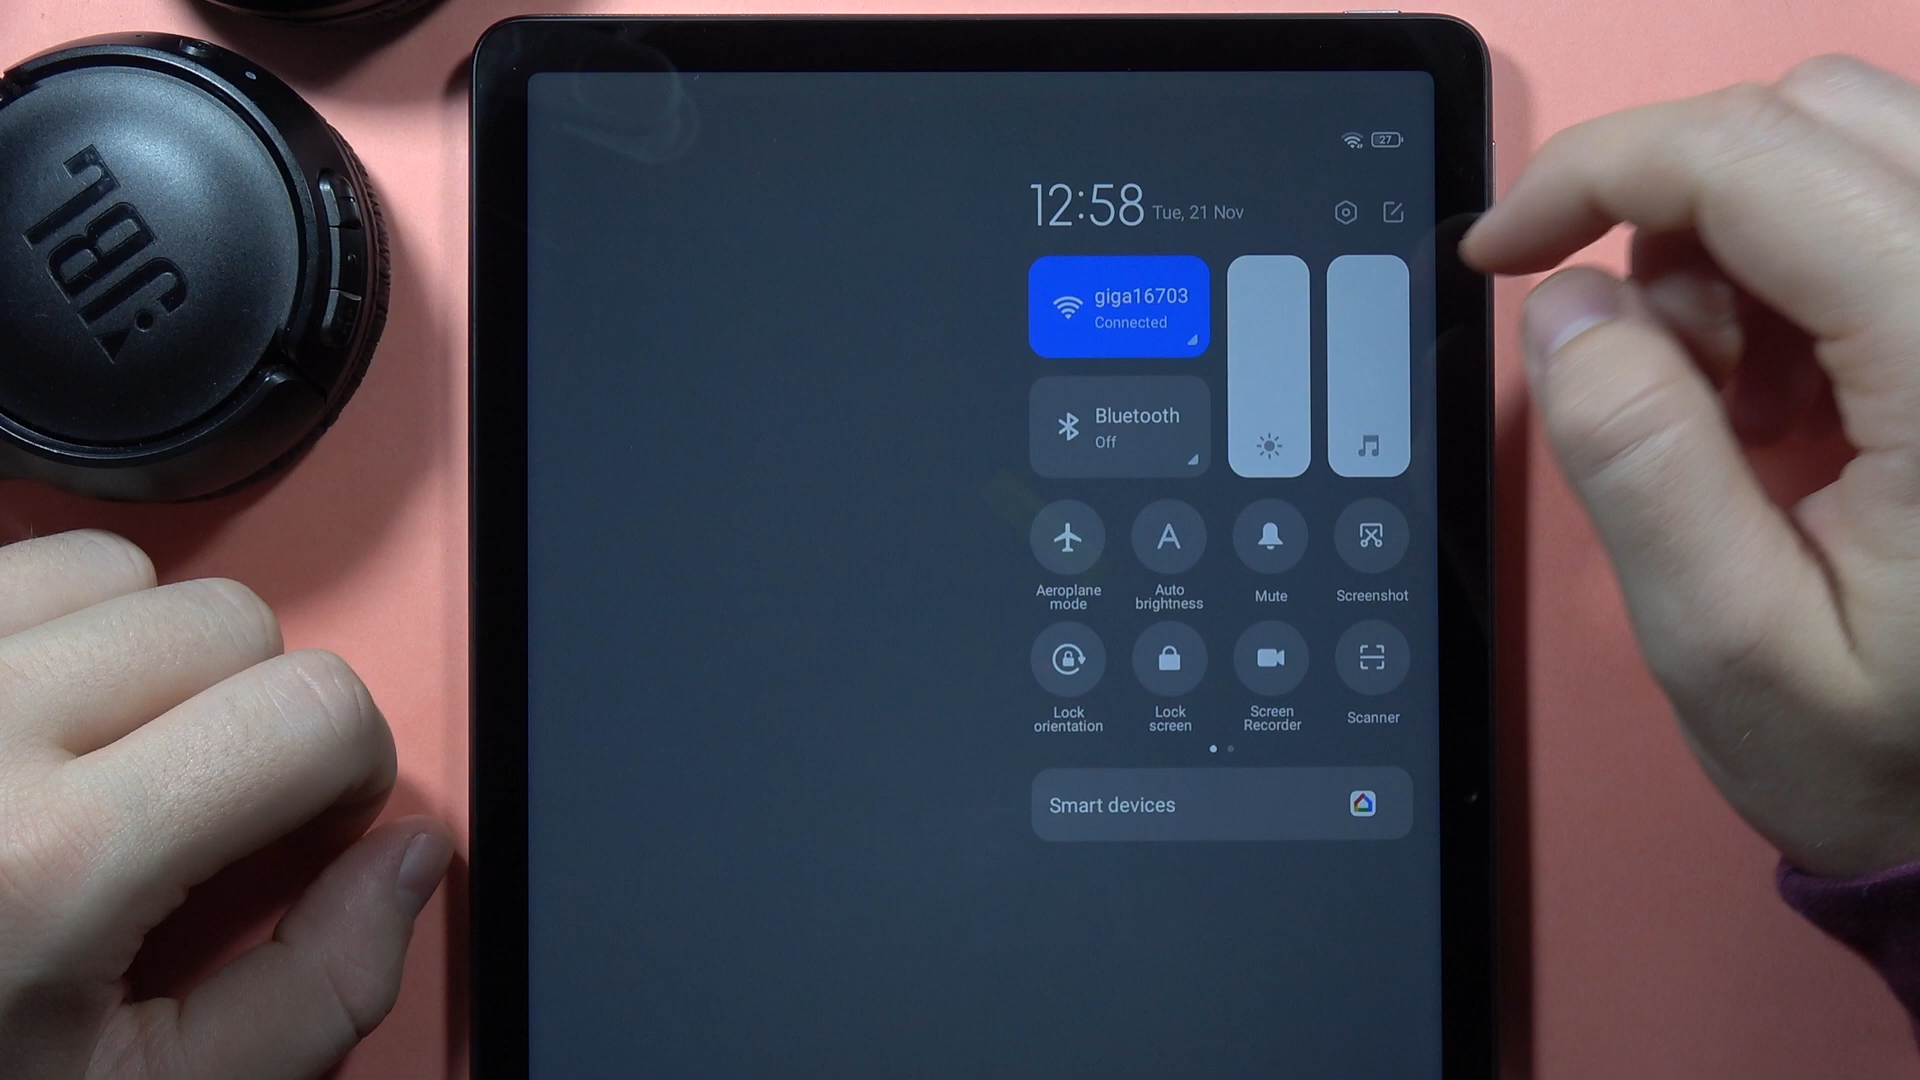 JBL
27
12:58 Tue, 21 Nov
giga16703
Connected
Bluetooth
Off
A
Aeroplane
mode
Auto
brightness
Mute
Screenshot
Lock
orientation
Lock
screen
Screen
Recorder
Scanner
Smart devices